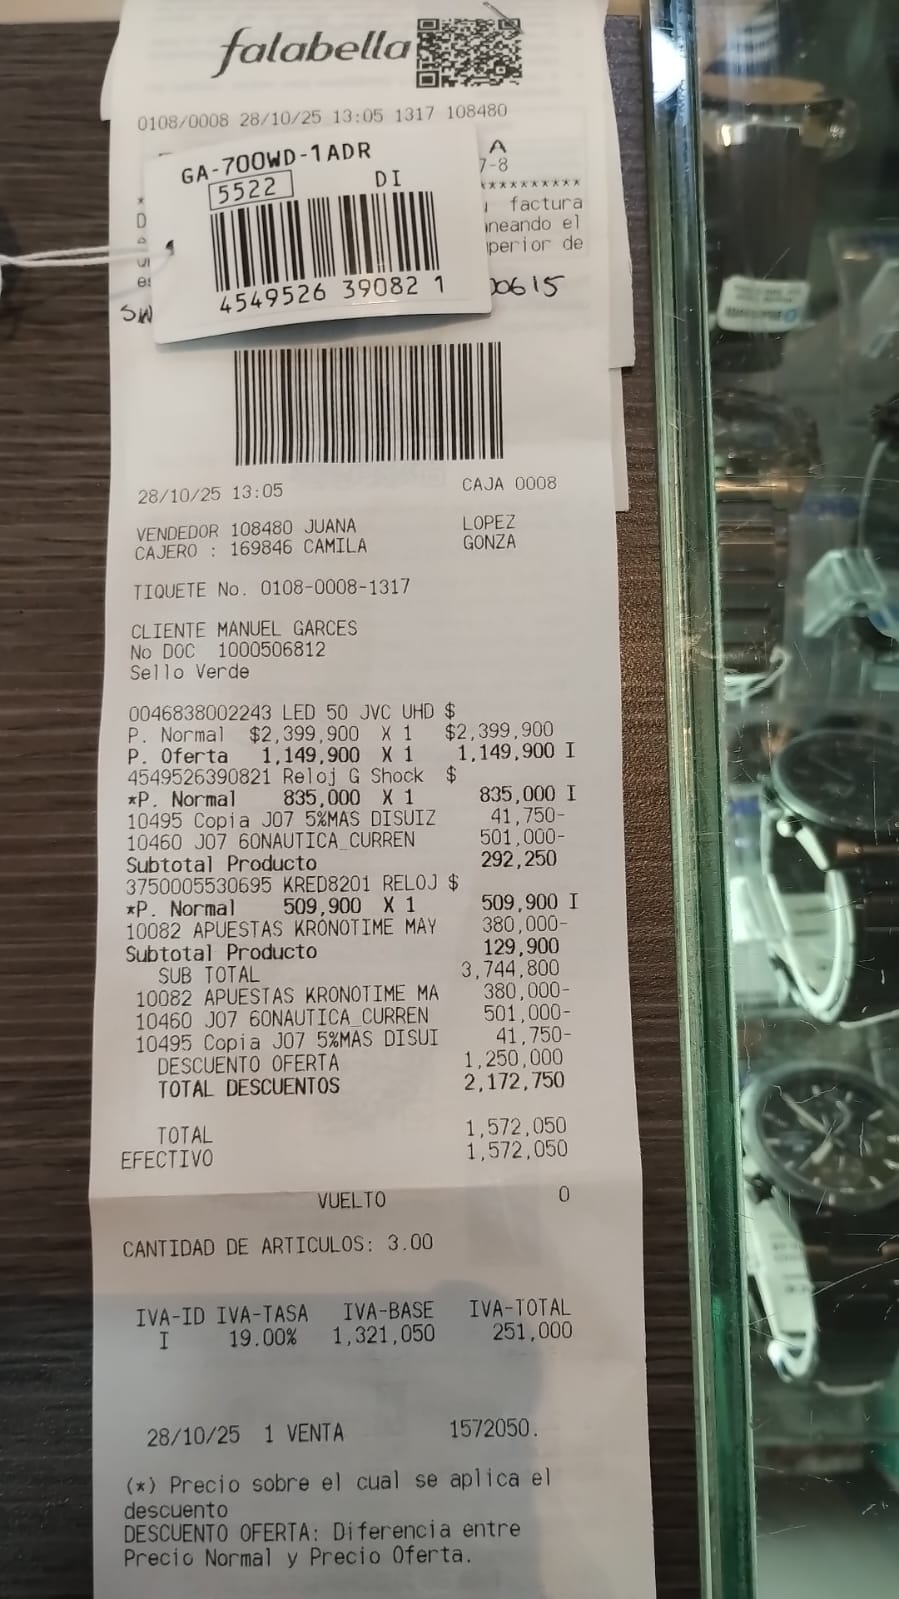 falabella
0108/0008 28/10/25 13:05 1317 108480
A
7-8
**********
factura
neando el
perior de
00615
SW
GA-700WD-1ADR
5522 DI
4549526 39082 1
28/10/25 13:05 CAJA 0008
VENDEDOR 108480 JUANA LOPEZ
CAJERO : 169846 CAMILA GONZA
TIQUETE No. 0108-0008-1317
CLIENTE MANUEL GARCES
No DOC 1000506812
Sello Verde
0046838002243 LED 50 JVC UHD $
P. Normal $2,399,900 X 1 $2,399,900
P. Oferta 1,149,900 X 1 1,149,900 I
4549526390821 Reloj G Shock $
*P. Normal 835,000 X 1 835,000 I
10495 Copia J07 5%MAS DISUIZ 41,750-
10460 J07 60NAUTICA_CURREN 501,000-
Subtotal Producto 292,250
3750005530695 KRED8201 RELOJ $
*P. Normal 509,900 X 1 509,900 I
10082 APUESTAS KRONOTIME MAY 380,000-
Subtotal Producto 129,900
SUB TOTAL 3,744,800
10082 APUESTAS KRONOTIME MA 380,000-
10460 J07 60NAUTICA_CURREN 501,000-
10495 Copia J07 5%MAS DISUI 41,750-
DESCUENTO OFERTA 1,250,000
TOTAL DESCUENTOS 2,172,750
TOTAL 1,572,050
EFECTIVO 1,572,050
VUELTO 0
CANTIDAD DE ARTICULOS: 3.00
IVA-ID IVA-TASA IVA-BASE IVA-TOTAL
I 19.00% 1,321,050 251,000
28/10/25 1 VENTA 1572050.
(*) Precio sobre el cual se aplica el
descuento
DESCUENTO OFERTA: Diferencia entre
Precio Normal y Precio Oferta.